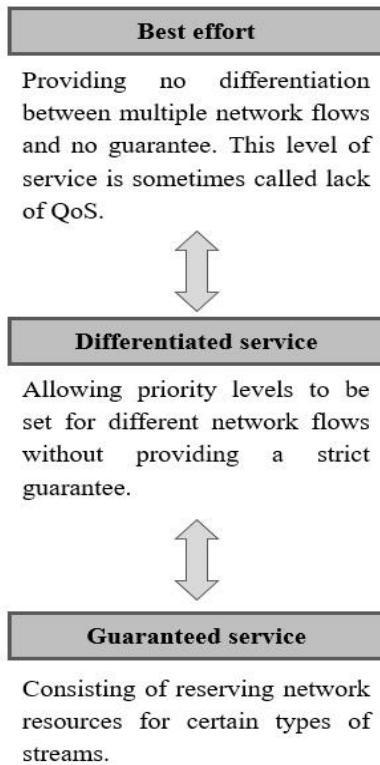 Best effort
Providing no differentiation
between multiple network flows
and no guarantee. This level of
service is sometimes called lack
of QoS.
Differentiated service
Allowing priority levels to be
set for different network flows
without providing a strict
guarantee.
Guaranteed service
Consisting of reserving network
resources for certain types of
streams.